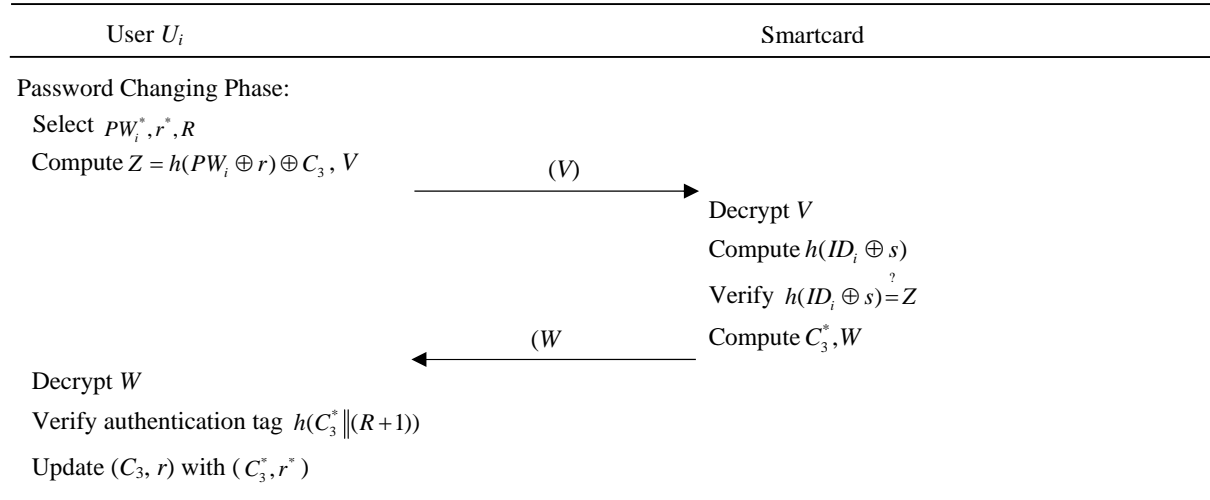 User U_i Smartcard
Password Changing Phase:
Select PW_i^*, r^*, R
Compute Z = h(PW_i ⊕ r) ⊕ C_3 , V
(V)
Decrypt V
Compute h(ID_i ⊕ s)
Verify h(ID_i ⊕ s) =^? Z
Compute C_3^*, W
(W
Decrypt W
Verify authentication tag h(C_3^* ‖(R +1))
Update (C_3, r) with ( C_3^*, r^* )